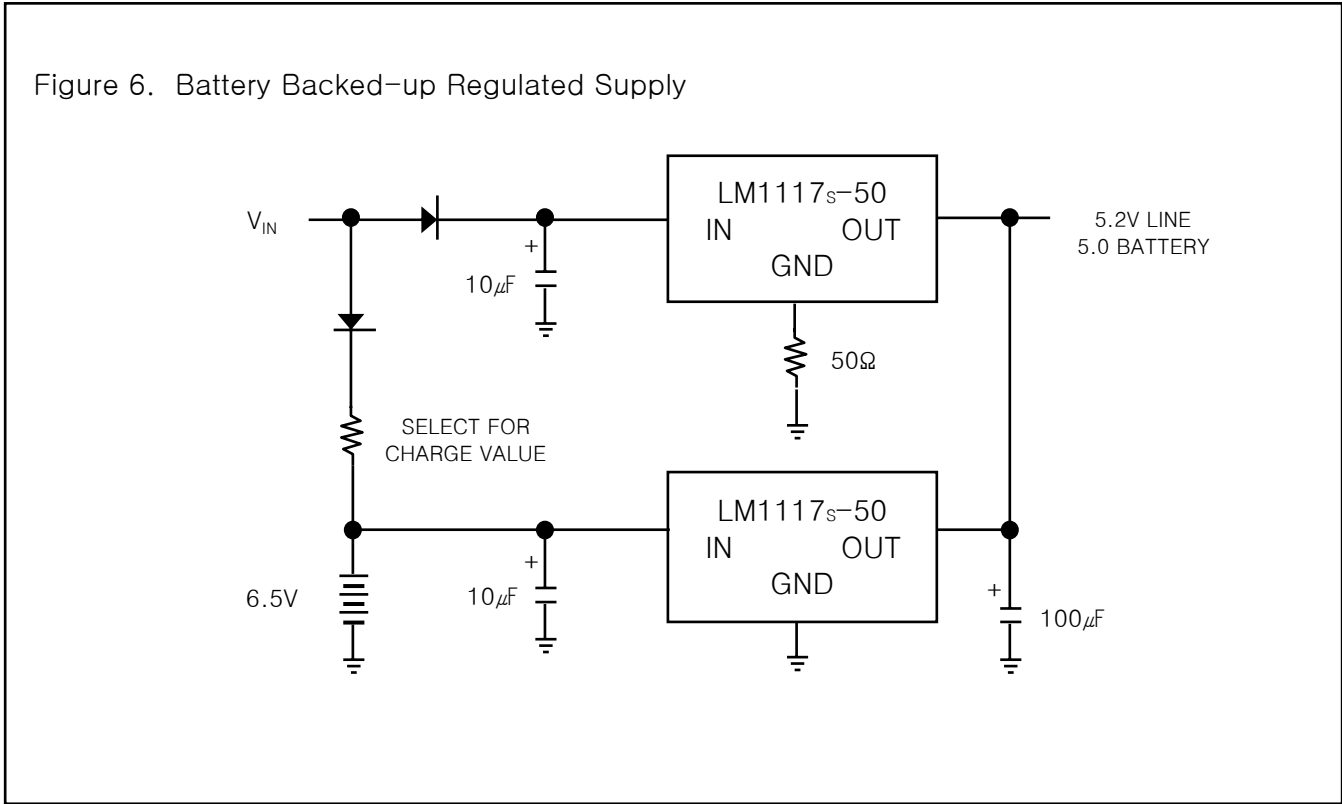 Figure 6. Battery Backed-up Regulated Supply
V_IN
+
10㎌
LM1117s-50
IN OUT
GND
5.2V LINE
5.0 BATTERY
50Ω
SELECT FOR
CHARGE VALUE
6.5V
+
10㎌
LM1117s-50
IN OUT
GND
+
100㎌